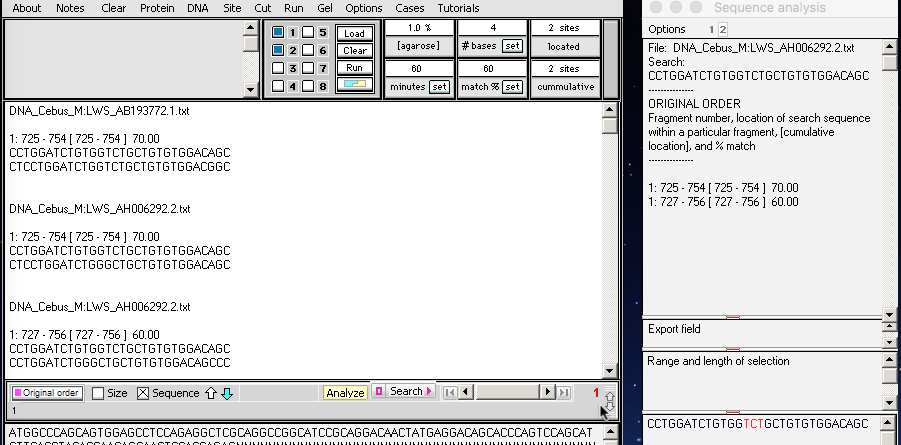 About Notes Clear Protein DNA Site Cut Run Gel Options Cases Tutorials
1 5 Load
2 6 Clear
3 7 Run
4 8
1.0 % 4 2 sites
[agarose] # bases set located
60 60 2 sites
minutes set match % set cummulative
DNA_Cebus_M:LWS_AB193772.1.txt
1: 725 - 754 [ 725 - 754 ] 70.00
CCTGGATCTGTGGTCTGCTGTGTGGACAGC
CTCCTGGATCTGGTCTGCTGTGTGGACGGC
DNA_Cebus_M:LWS_AH006292.2.txt
1: 725 - 754 [ 725 - 754 ] 70.00
CCTGGATCTGTGGTCTGCTGTGTGGACAGC
CTCCTGGATCTGGGCTGCTGTGTGGACAGC
DNA_Cebus_M:LWS_AH006292.2.txt
1: 727 - 756 [ 727 - 756 ] 60.00
CCTGGATCTGTGGTCTGCTGTGTGGACAGC
CCTGGATCTGGGCTGCTGTGTGGACAGCCC
Original order Size Sequence Analyze Search 1
1
Sequence analysis
Options 1 2
File: DNA_Cebus_M:LWS_AH006292.2.txt
Search:
CCTGGATCTGTGGTCTGCTGTGTGGACAGC
---------------
ORIGINAL ORDER
Fragment number, location of search sequence
within a particular fragment, [cumulative
location], and % match
---------------
1: 725 - 754 [ 725 - 754 ] 70.00
1: 727 - 756 [ 727 - 756 ] 60.00
Export field
Range and length of selection
CCTGGATCTGTGGTCTGCTGTGTGGACAGC
ATGGCCCAGCAGTGGAGCCTCCAGAGGCTCGCAGGCCGGCATCCGCAGGACAACTATGAGGACAGCACCCAGTCCAGCAT